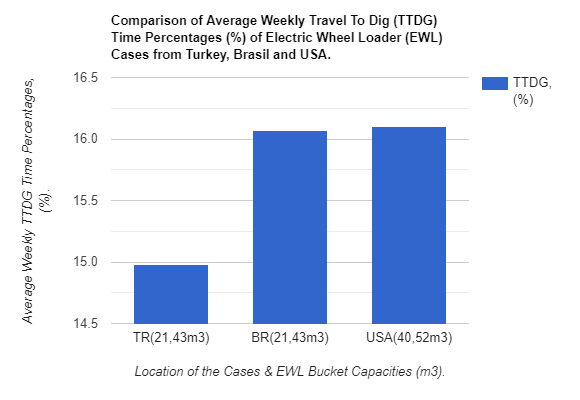 Comparison of Average Weekly Travel To Dig (TTDG)
Time Percentages (%) of Electric Wheel Loader (EWL)
Cases from Turkey, Brasil and USA.
Average Weekly TTDG Time Percentages,
(%).
16.5
16.0
15.5
15.0
14.5
TR(21,43m3)
BR(21,43m3)
USA(40,52m3)
Location of the Cases & EWL Bucket Capacities (m3).
TTDG,
(%)